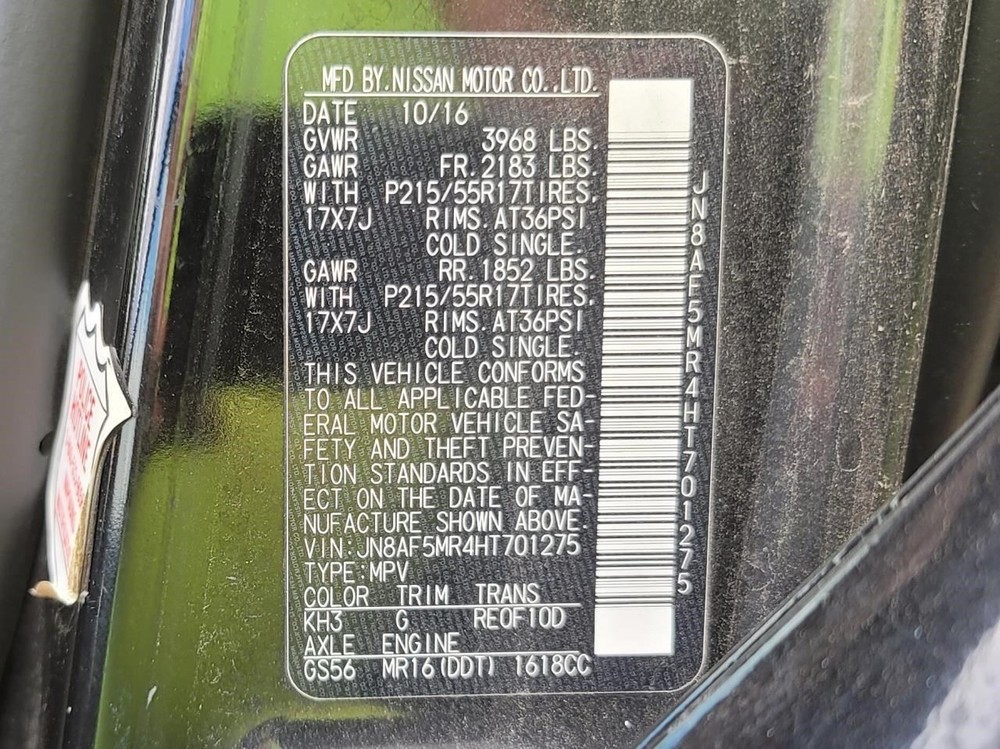 MFD BY.NISSAN MOTOR CO.,LTD.
DATE 10/16
GVWR 3968 LBS.
GAWR FR.2183 LBS.
WITH P215/55R17TIRES.
17X7J RIMS.AT36PSI
COLD SINGLE.
GAWR RR.1852 LBS.
WITH P215/55R17TIRES.
17X7J RIMS.AT36PSI
COLD SINGLE.
THIS VEHICLE CONFORMS
TO ALL APPLICABLE FED-
ERAL MOTOR VEHICLE SA-
FETY AND THEFT PREVEN-
TION STANDARDS IN EFF-
ECT ON THE DATE OF MA-
NUFACTURE SHOWN ABOVE.
VIN:JN8AF5MR4HT701275
TYPE:MPV
COLOR TRIM TRANS
KH3 G RE0F10D
AXLE ENGINE
GS56 MR16(DDT) 1618CC
JN8AF5MR4HT701275